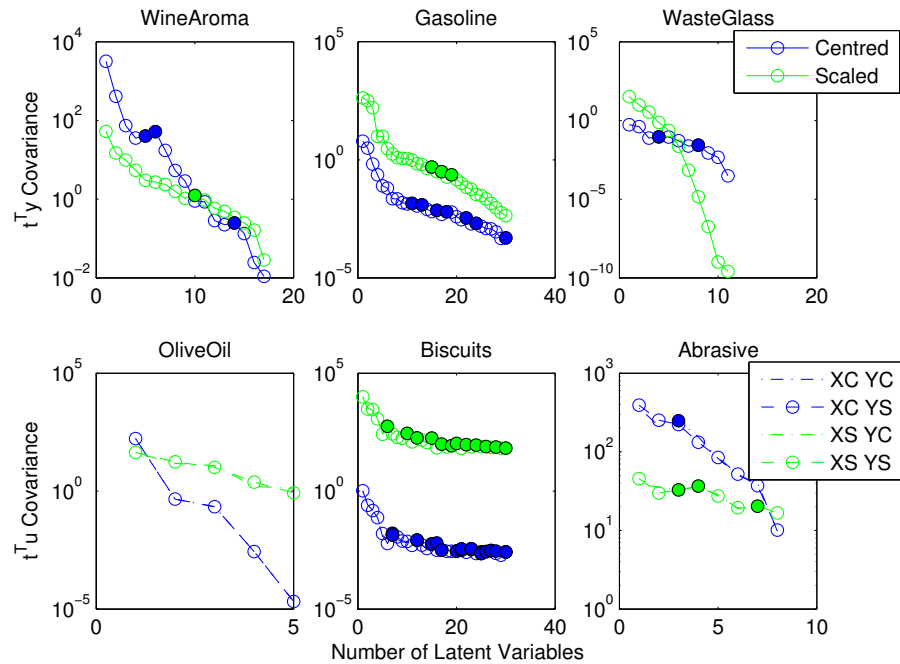 WineAroma
Gasoline
WasteGlass
10^4
10^2
10^0
10^-2
0
10
20
t^T y Covariance
10^5
10^0
10^-5
0
20
40
10^5
10^0
10^-5
10^-10
0
10
20
Centred
Scaled
OliveOil
Biscuits
Abrasive
10^5
10^0
10^-5
0
5
t^T u Covariance
10^5
10^0
10^-5
0
20
40
10^3
10^2
10^1
10^0
0
5
10
XC YC
XC YS
XS YC
XS YS
Number of Latent Variables